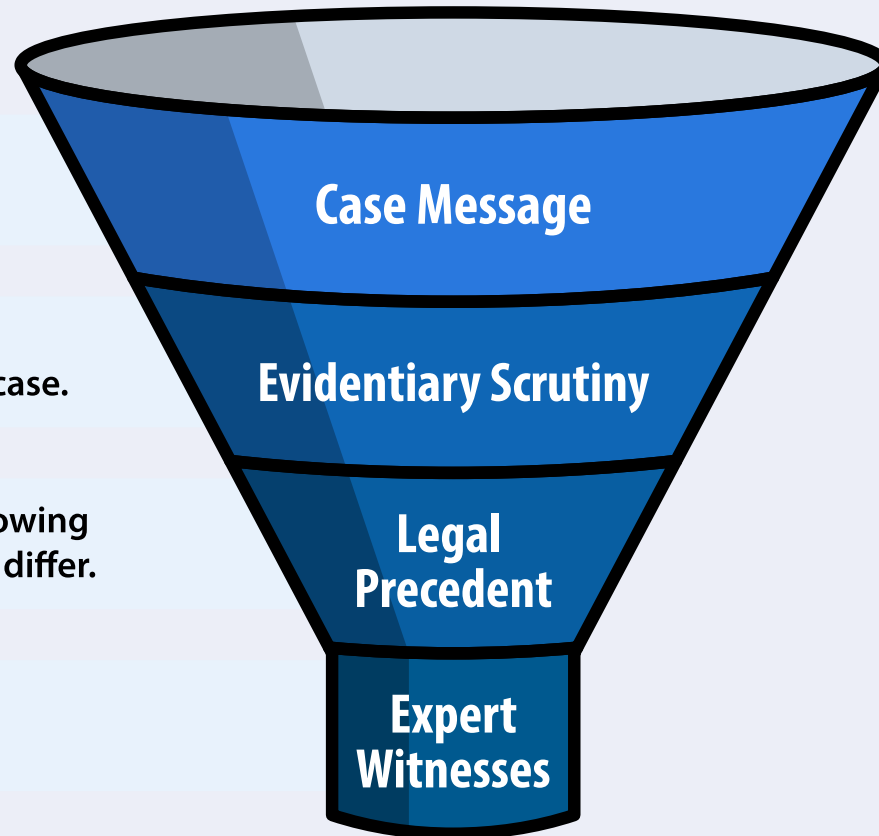 Case Message
Evidentiary Scrutiny
case.
owing
differ.
Legal
Precedent
Expert
Witnesses